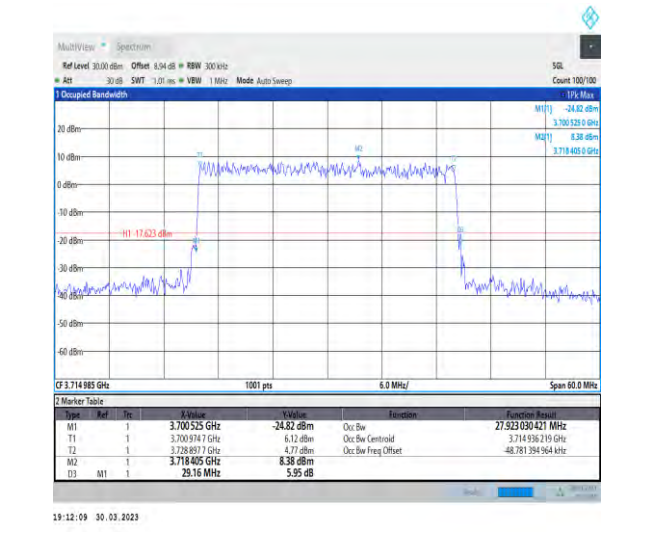 MultiView Spectrum
Ref Level 30.00 dBm Offset 8.94 dB RBW 300 kHz SGL
Att 30 dB SWT 1.01 ms VBW 1 MHz Mode Auto Sweep Count 100/100
1 Occupied Bandwidth 1Pk Max
M1[1] -24.82 dBm
3.700 525 0 GHz
M2[1] 8.38 dBm
3.718 405 0 GHz
20 dBm
M2
T1
10 dBm
0 dBm
-10 dBm
H1 -17.623 dBm
-20 dBm
-30 dBm
-40 dBm
-50 dBm
-60 dBm
CF 3.714 985 GHz 1001 pts 6.0 MHz/ Span 60.0 MHz
2 Marker Table
Type Ref Trc X-Value Y-Value Function Function Result
M1 1 3.700 525 GHz -24.82 dBm Occ Bw 27.923 030 421 MHz
T1 1 3.700 974 7 GHz 6.12 dBm Occ Bw Centroid 3.714 936 219 GHz
T2 1 3.728 897 7 GHz 4.77 dBm Occ Bw Freq Offset -48.781 394 964 kHz
M2 1 3.718 405 GHz 8.38 dBm
D3 M1 1 29.16 MHz 5.95 dB
19:12:09 30.03.2023